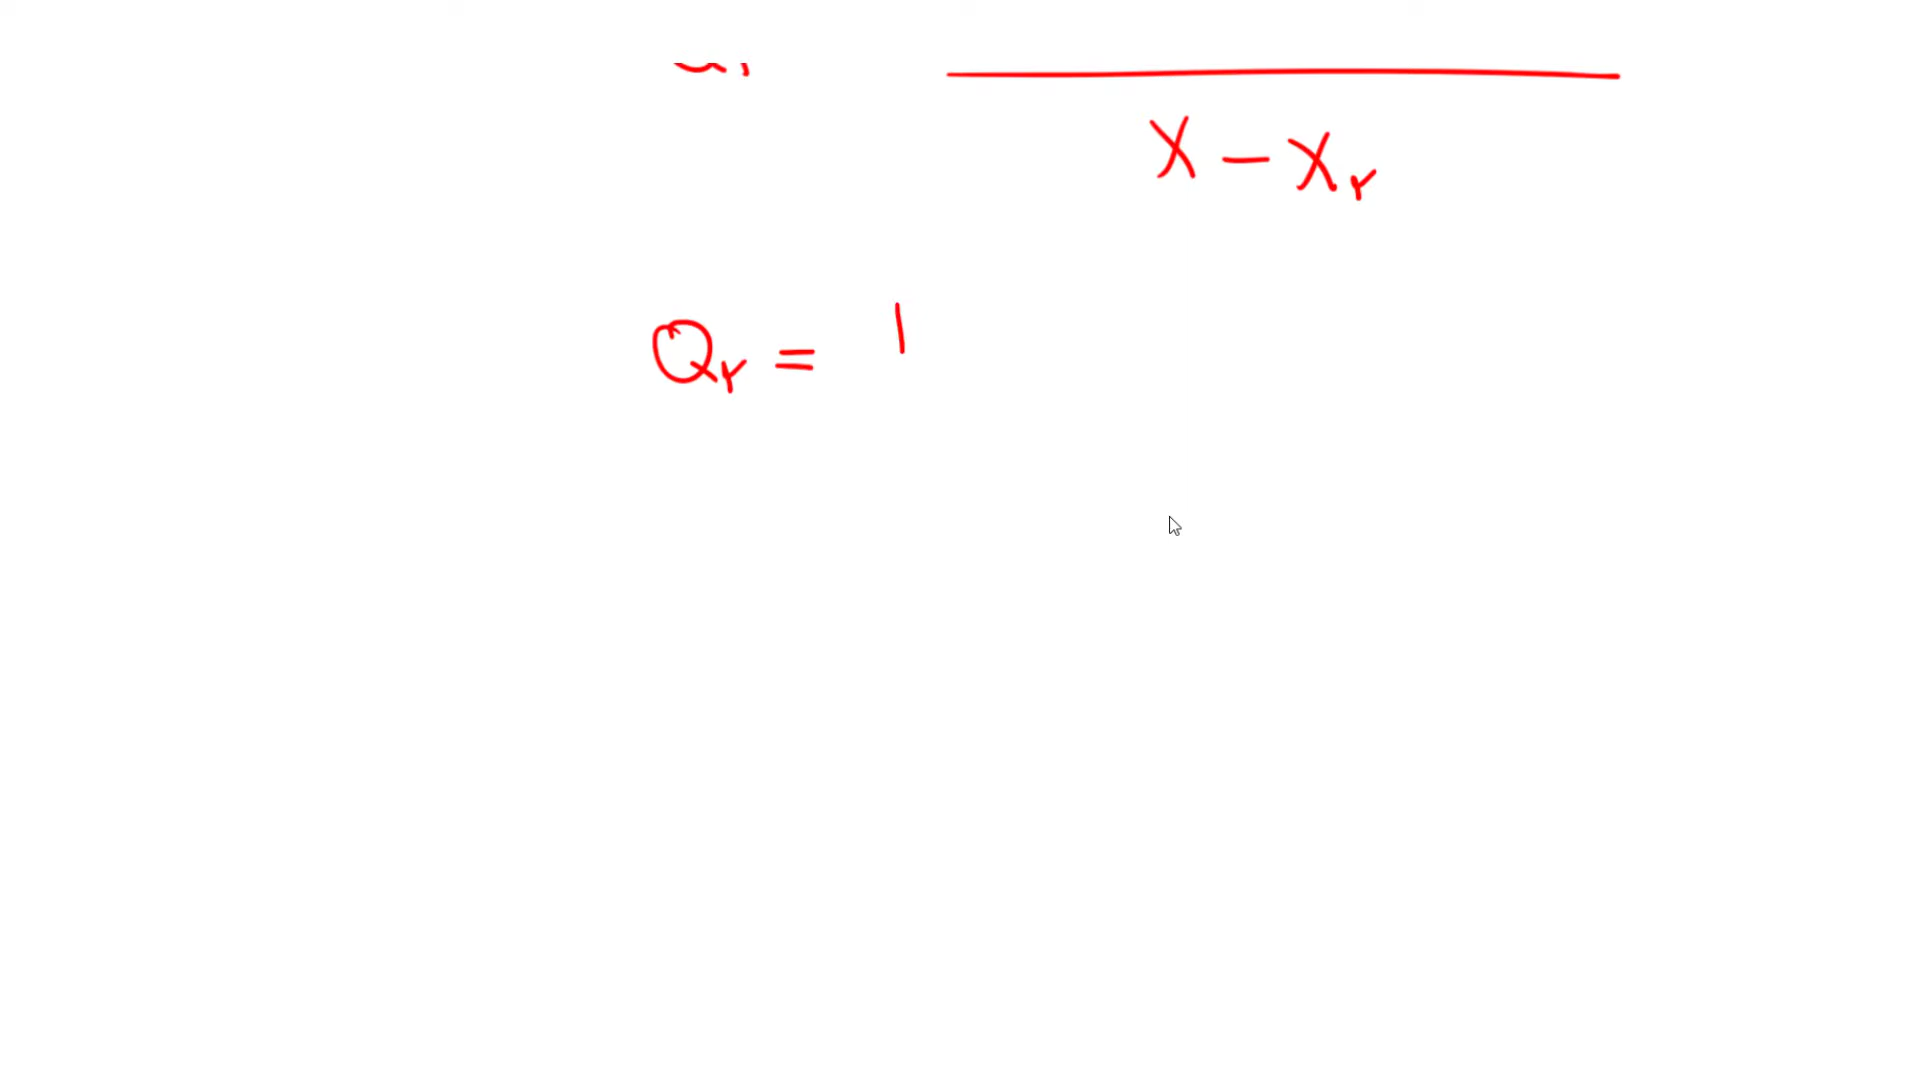 X - Xr
Qr = 1